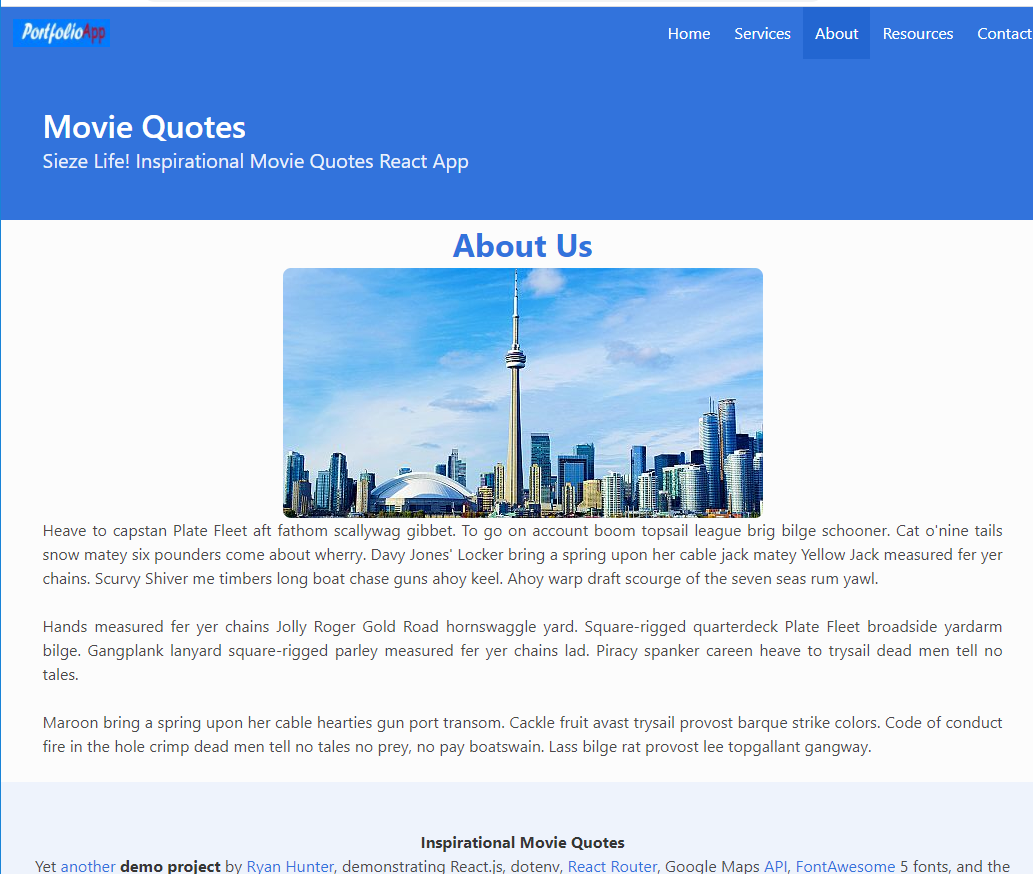 PortfolioApp
Home Services About Resources Contact
Movie Quotes
Sieze Life! Inspirational Movie Quotes React App
About Us
Heave to capstan Plate Fleet aft fathom scallywag gibbet. To go on account boom topsail league brig bilge schooner. Cat o'nine tails
snow matey six pounders come about wherry. Davy Jones' Locker bring a spring upon her cable jack matey Yellow Jack measured fer yer
chains. Scurvy Shiver me timbers long boat chase guns ahoy keel. Ahoy warp draft scourge of the seven seas rum yawl.
Hands measured fer yer chains Jolly Roger Gold Road hornswaggle yard. Square-rigged quarterdeck Plate Fleet broadside yardarm
bilge. Gangplank lanyard square-rigged parley measured fer yer chains lad. Piracy spanker careen heave to trysail dead men tell no
tales.
Maroon bring a spring upon her cable hearties gun port transom. Cackle fruit avast trysail provost barque strike colors. Code of conduct
fire in the hole crimp dead men tell no tales no prey, no pay boatswain. Lass bilge rat provost lee topgallant gangway.
Inspirational Movie Quotes
Yet another demo project by Ryan Hunter, demonstrating React.js, dotenv, React Router, Google Maps API, FontAwesome 5 fonts, and the